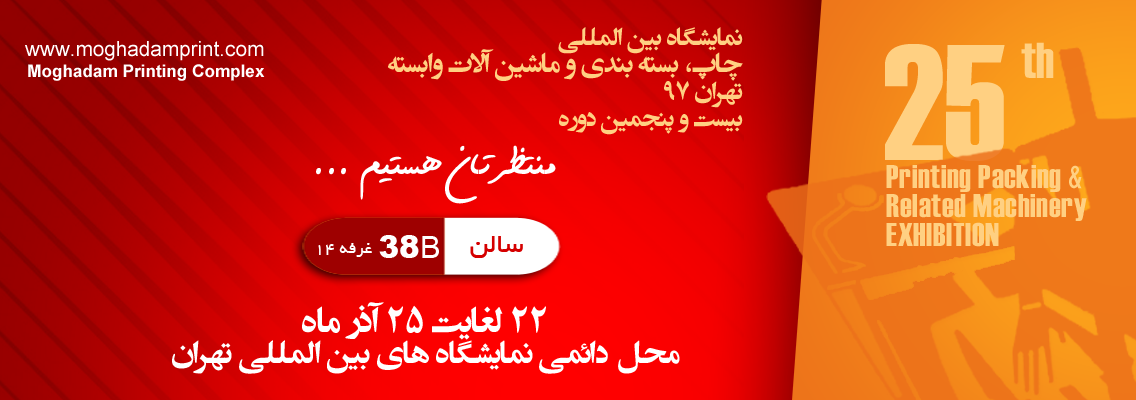 www.moghadamprint.com
Moghadam Printing Complex
نمایشگاه بین المللی
چاپ، بسته بندی و ماشین آلات وابسته
تهران ۹۷
بیست و پنجمین دوره
منتظرتان هستیم ...
سالن 38B غرفه ۱۴
۲۲ لغایت ۲۵ آذر ماه
محل دائمی نمایشگاه های بین المللی تهران
25th
Printing Packing &
Related Machinery
EXHIBITION